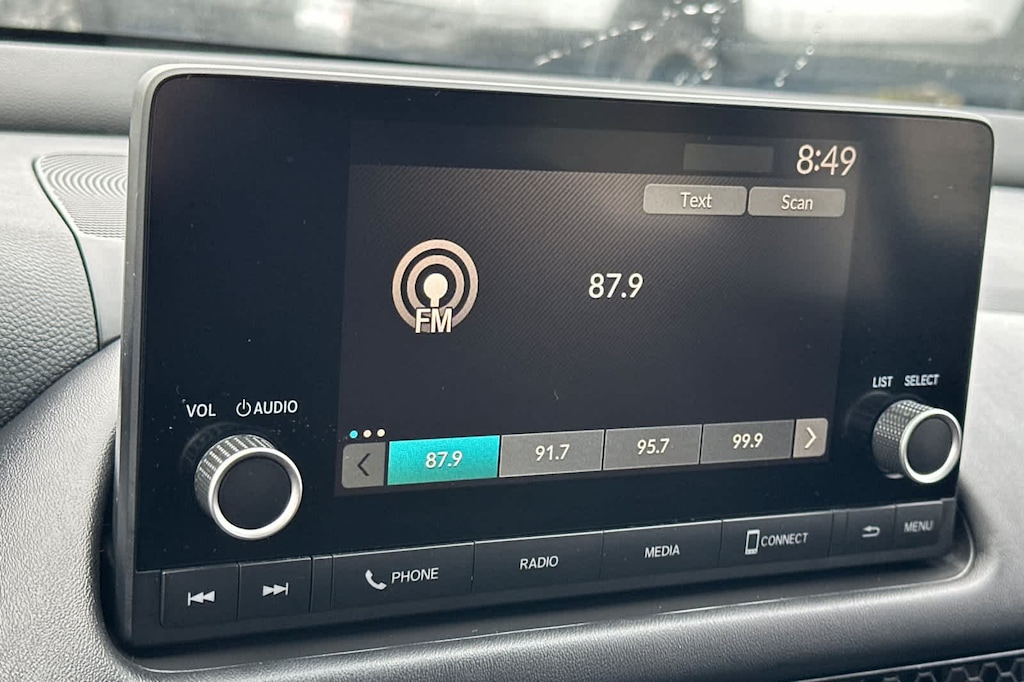 8:49
Text Scan
87.9
FM
LIST SELECT
VOL AUDIO
87.9 91.7 95.7 99.9
PHONE RADIO MEDIA CONNECT MENU